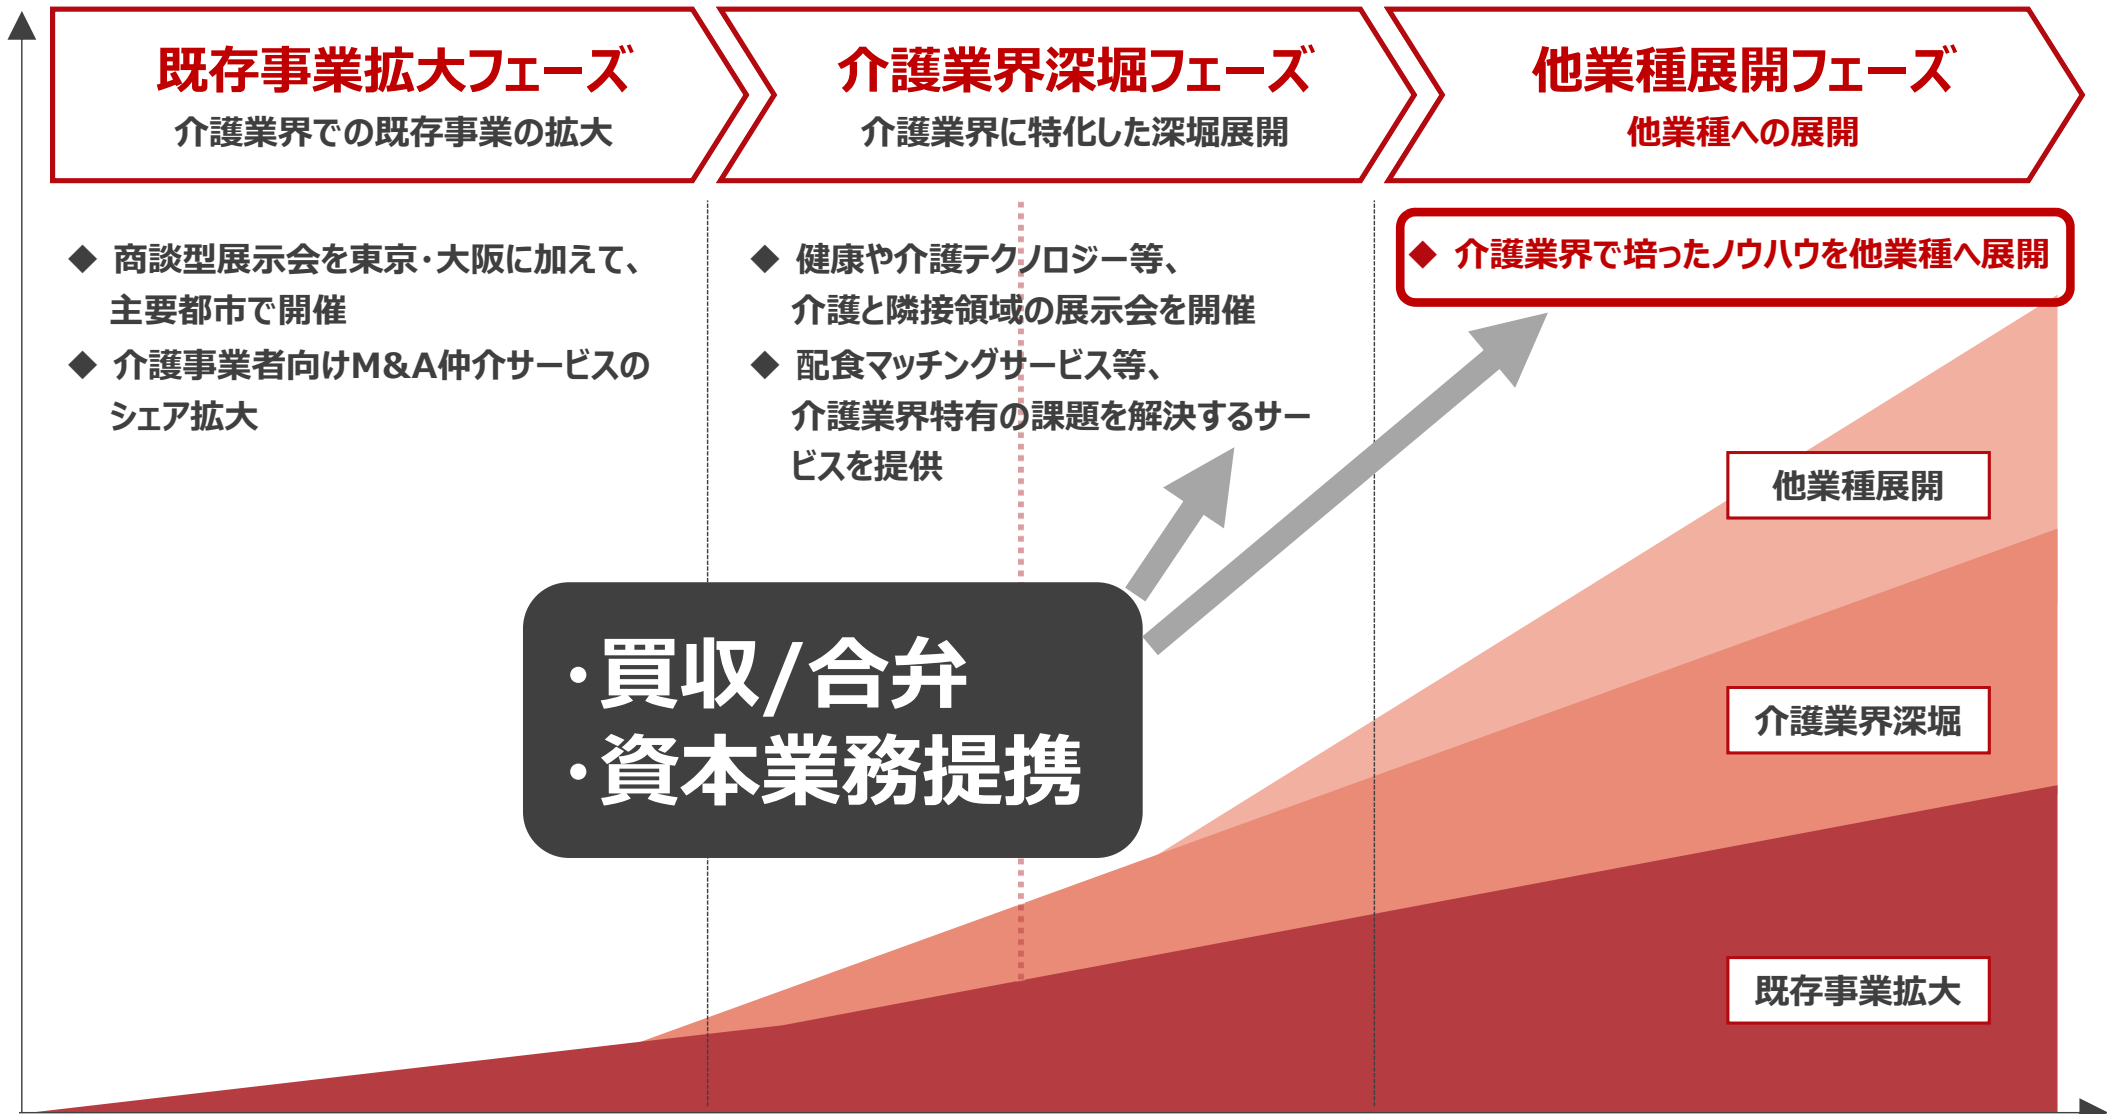 既存事業拡大フェーズ
介護業界での既存事業の拡大
介護業界深堀フェーズ
介護業界に特化した深堀展開
他業種展開フェーズ
他業種への展開
◆ 商談型展示会を東京・大阪に加えて、
主要都市で開催
◆ 介護事業者向けM&A仲介サービスの
シェア拡大
◆ 健康や介護テクノロジー等、
介護と隣接領域の展示会を開催
◆ 配食マッチングサービス等、
介護業界特有の課題を解決するサー
ビスを提供
◆ 介護業界で培ったノウハウを他業種へ展開
・買収/合弁
・資本業務提携
他業種展開
介護業界深堀
既存事業拡大